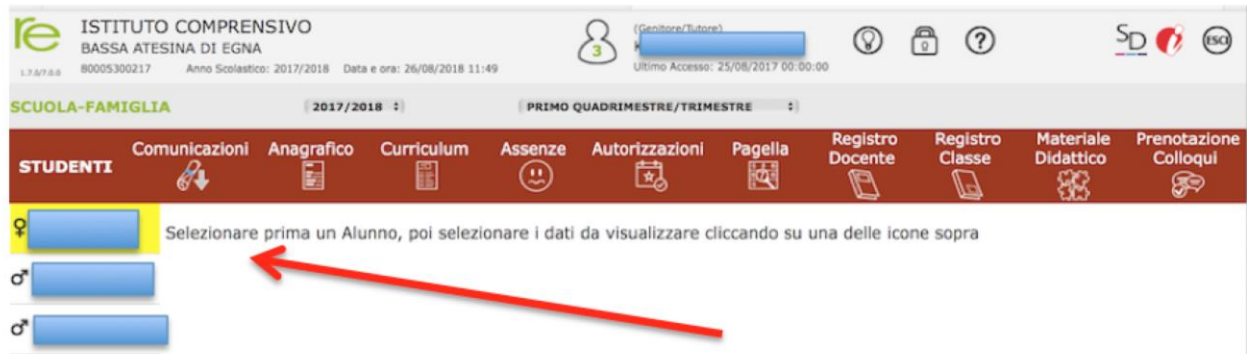 re
ISTITUTO COMPRENSIVO
BASSA ATESINA DI EGNA
1.7.0/7.0.0 80005300217 Anno Scolastico: 2017/2018 Data e ora: 26/08/2018 11:49
3
(Genitore/Tutore)
Ultimo Accesso: 25/08/2017 00:00:00
SD
ESCI
SCUOLA-FAMIGLIA 2017/2018 PRIMO QUADRIMESTRE/TRIMESTRE
STUDENTI
Comunicazioni
Anagrafico
Curriculum
Assenze
Autorizzazioni
Pagella
Registro
Docente
Registro
Classe
Materiale
Didattico
Prenotazione
Colloqui
Selezionare prima un Alunno, poi selezionare i dati da visualizzare cliccando su una delle icone sopra